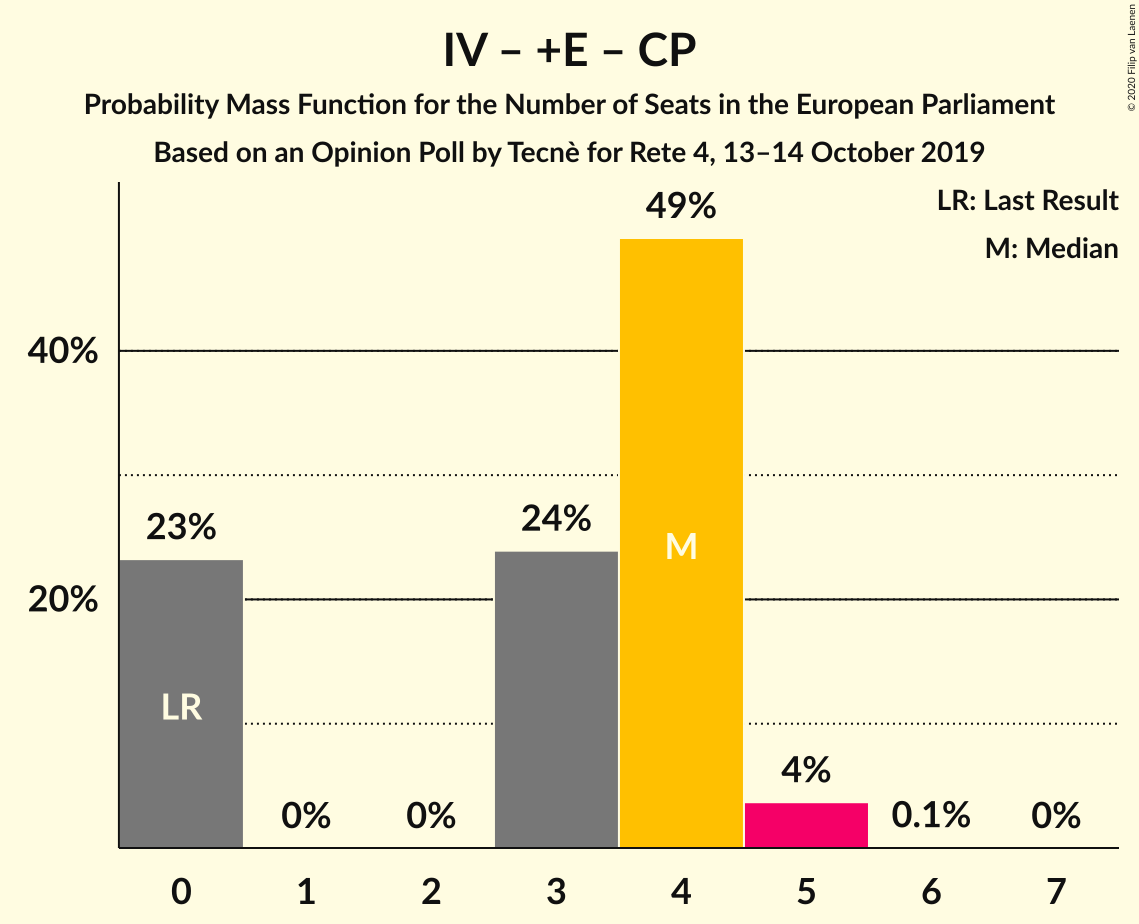 IV – +E – CP
Probability Mass Function for the Number of Seats in the European Parliament
Based on an Opinion Poll by Tecnè for Rete 4, 13–14 October 2019
© 2020 Filip van Laenen
LR: Last Result
M: Median
40%
20%
23%
0%
0%
24%
49%
4%
0.1%
0%
LR
M
0 1 2 3 4 5 6 7